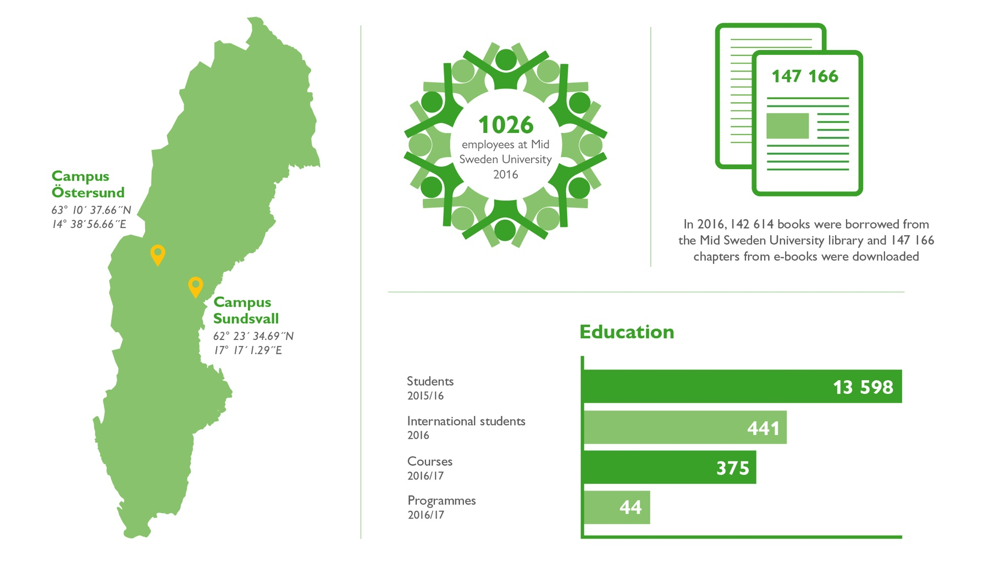 Campus
Östersund
63° 10´ 37.66˝N
14° 38´56.66˝E
Campus
Sundsvall
62° 23´ 34.69˝N
17° 17´ 1.29˝E
1026
employees at Mid
Sweden University
2016
147 166
In 2016, 142 614 books were borrowed from
the Mid Sweden University library and 147 166
chapters from e-books were downloaded
Education
Students
2015/16
13 598
International students
2016
441
Courses
2016/17
375
Programmes
2016/17
44